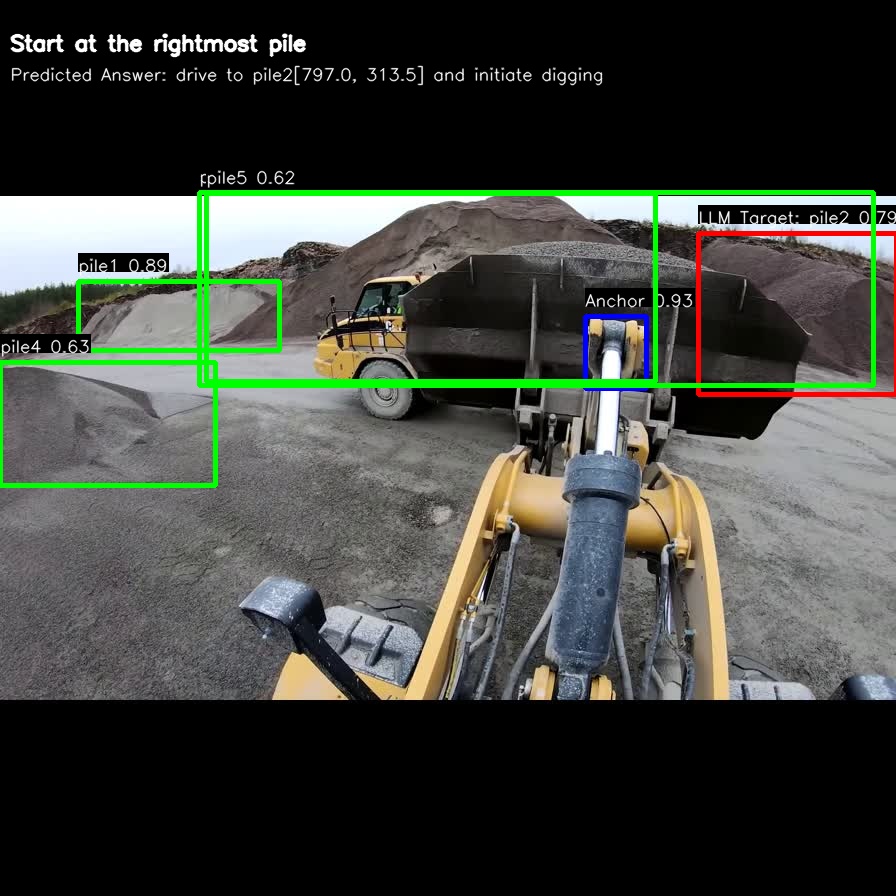 Start at the rightmost pile
Predicted Answer: drive to pile2[797.0, 313.5] and initiate digging
pile5 0.62
LLM Target: pile2 0.79
pile1 0.89
Anchor 0.93
pile4 0.63